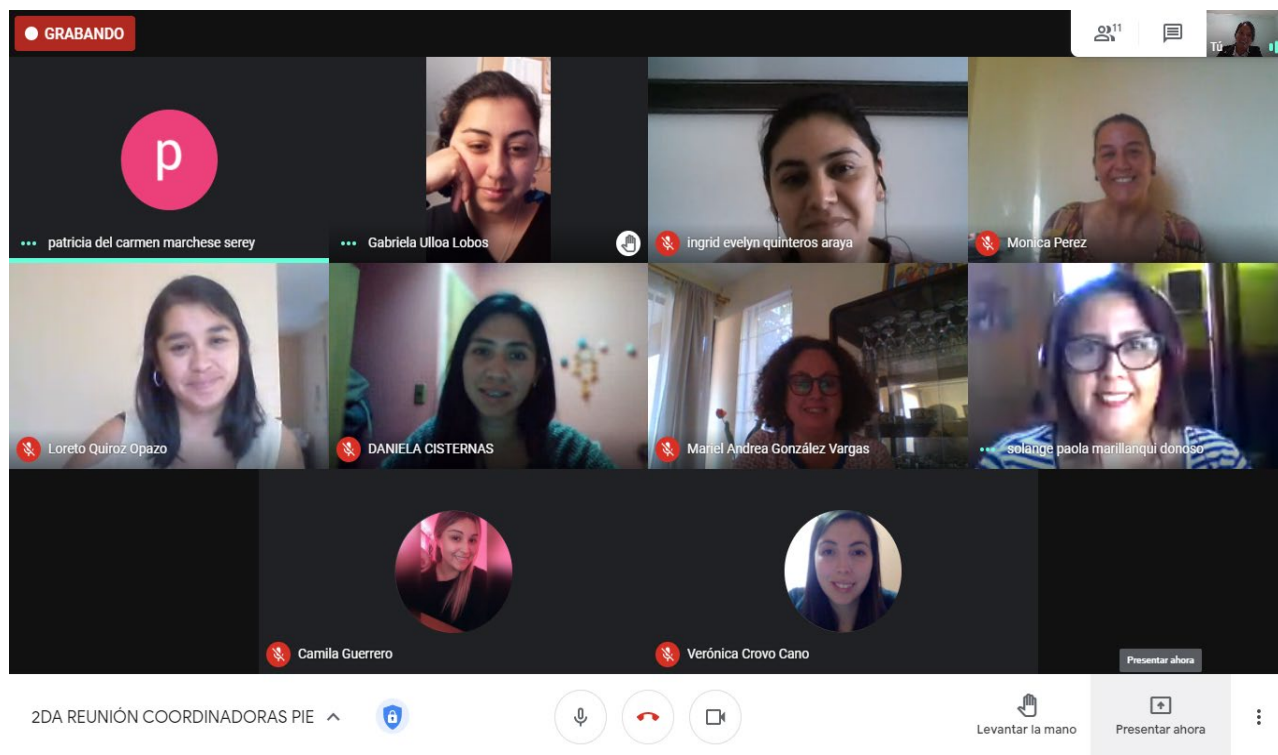 GRABANDO
11
Tú
p
patricia del carmen marchese serey
Gabriela Ulloa Lobos
ingrid evelyn quinteros araya
Monica Perez
Loreto Quiroz Opazo
DANIELA CISTERNAS
Mariel Andrea González Vargas
solange paola marillanqui donoso
Camila Guerrero
Verónica Crovo Cano
Presentar ahora
2DA REUNIÓN COORDINADORAS PIE
Levantar la mano
Presentar ahora